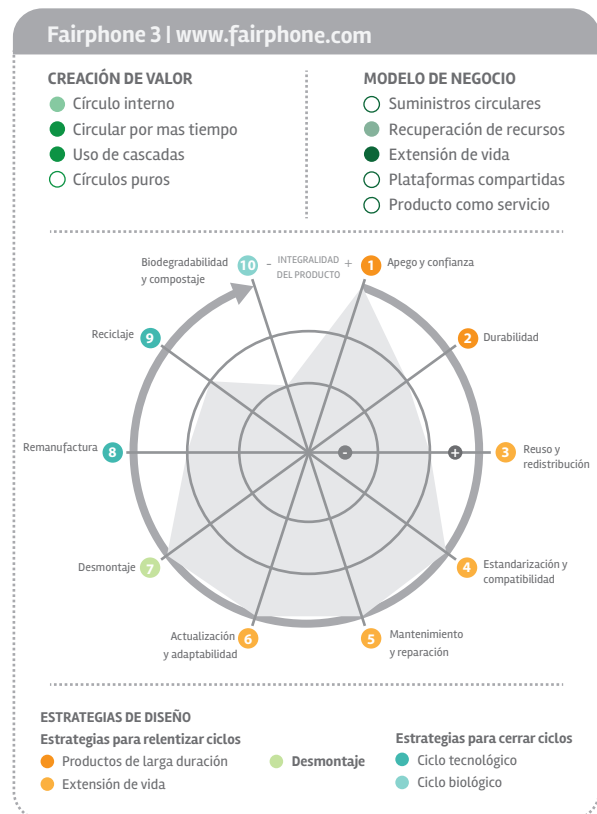 Fairphone 3 | www.fairphone.com
CREACIÓN DE VALOR
Círculo interno
Circular por mas tiempo
Uso de cascadas
Círculos puros
MODELO DE NEGOCIO
Suministros circulares
Recuperación de recursos
Extensión de vida
Plataformas compartidas
Producto como servicio
Biodegradabilidad
y compostaje
10
- INTEGRALIDAD +
DEL PRODUCTO
1 Apego y confianza
Reciclaje 9
2 Durabilidad
Remanufactura 8
-
+
3 Reuso y
redistribución
Desmontaje 7
4 Estandarización y
compatibilidad
Actualización
y adaptabilidad
6
5 Mantenimiento
y reparación
ESTRATEGIAS DE DISEÑO
Estrategias para relentizar ciclos
Productos de larga duración
Extensión de vida
Desmontaje
Estrategias para cerrar ciclos
Ciclo tecnológico
Ciclo biológico